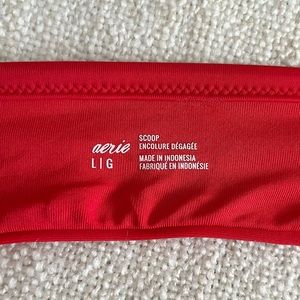 aerie
L|G
SCOOP
ENCOLURE DÉGAGÉE
MADE IN INDONESIA
FABRIQUÉ EN INDONÉSIE